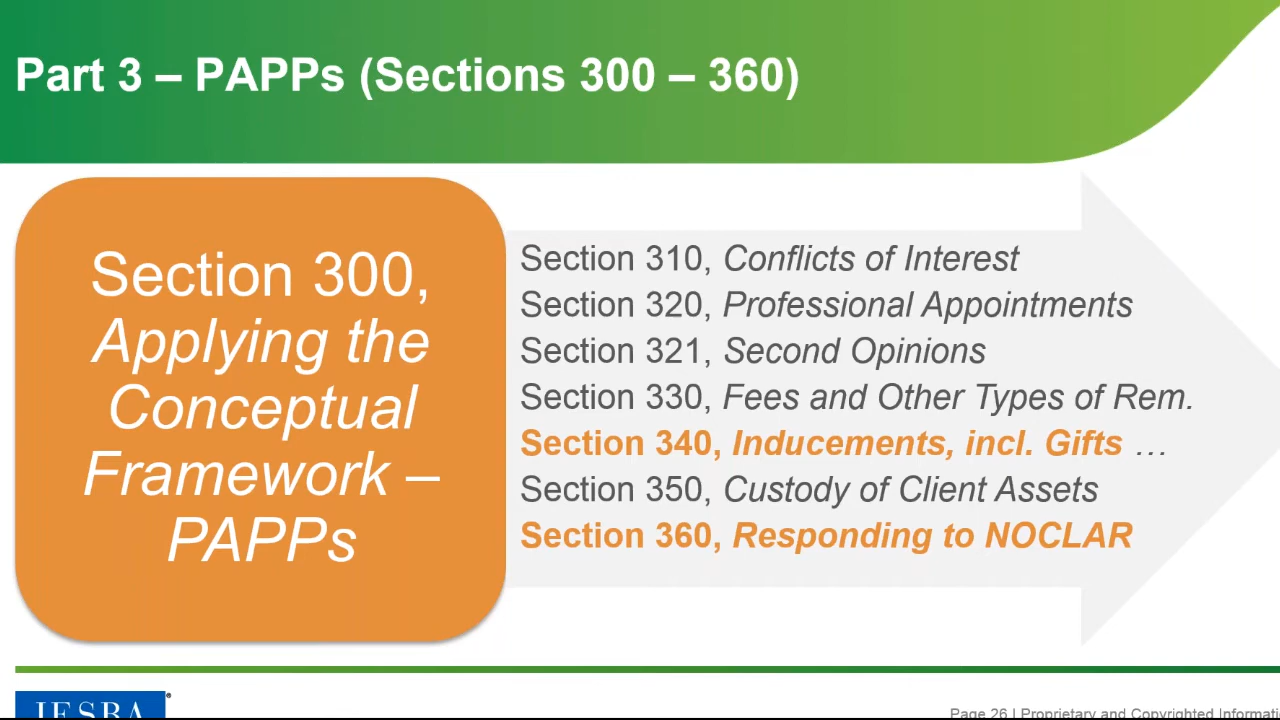 Part 3 – PAPPs (Sections 300 – 360)
Section 300,
Applying the
Conceptual
Framework –
PAPPs
Section 310, Conflicts of Interest
Section 320, Professional Appointments
Section 321, Second Opinions
Section 330, Fees and Other Types of Rem.
Section 340, Inducements, incl. Gifts …
Section 350, Custody of Client Assets
Section 360, Responding to NOCLAR
IESBA®
Page 26 | Proprietary and Copyrighted Informati